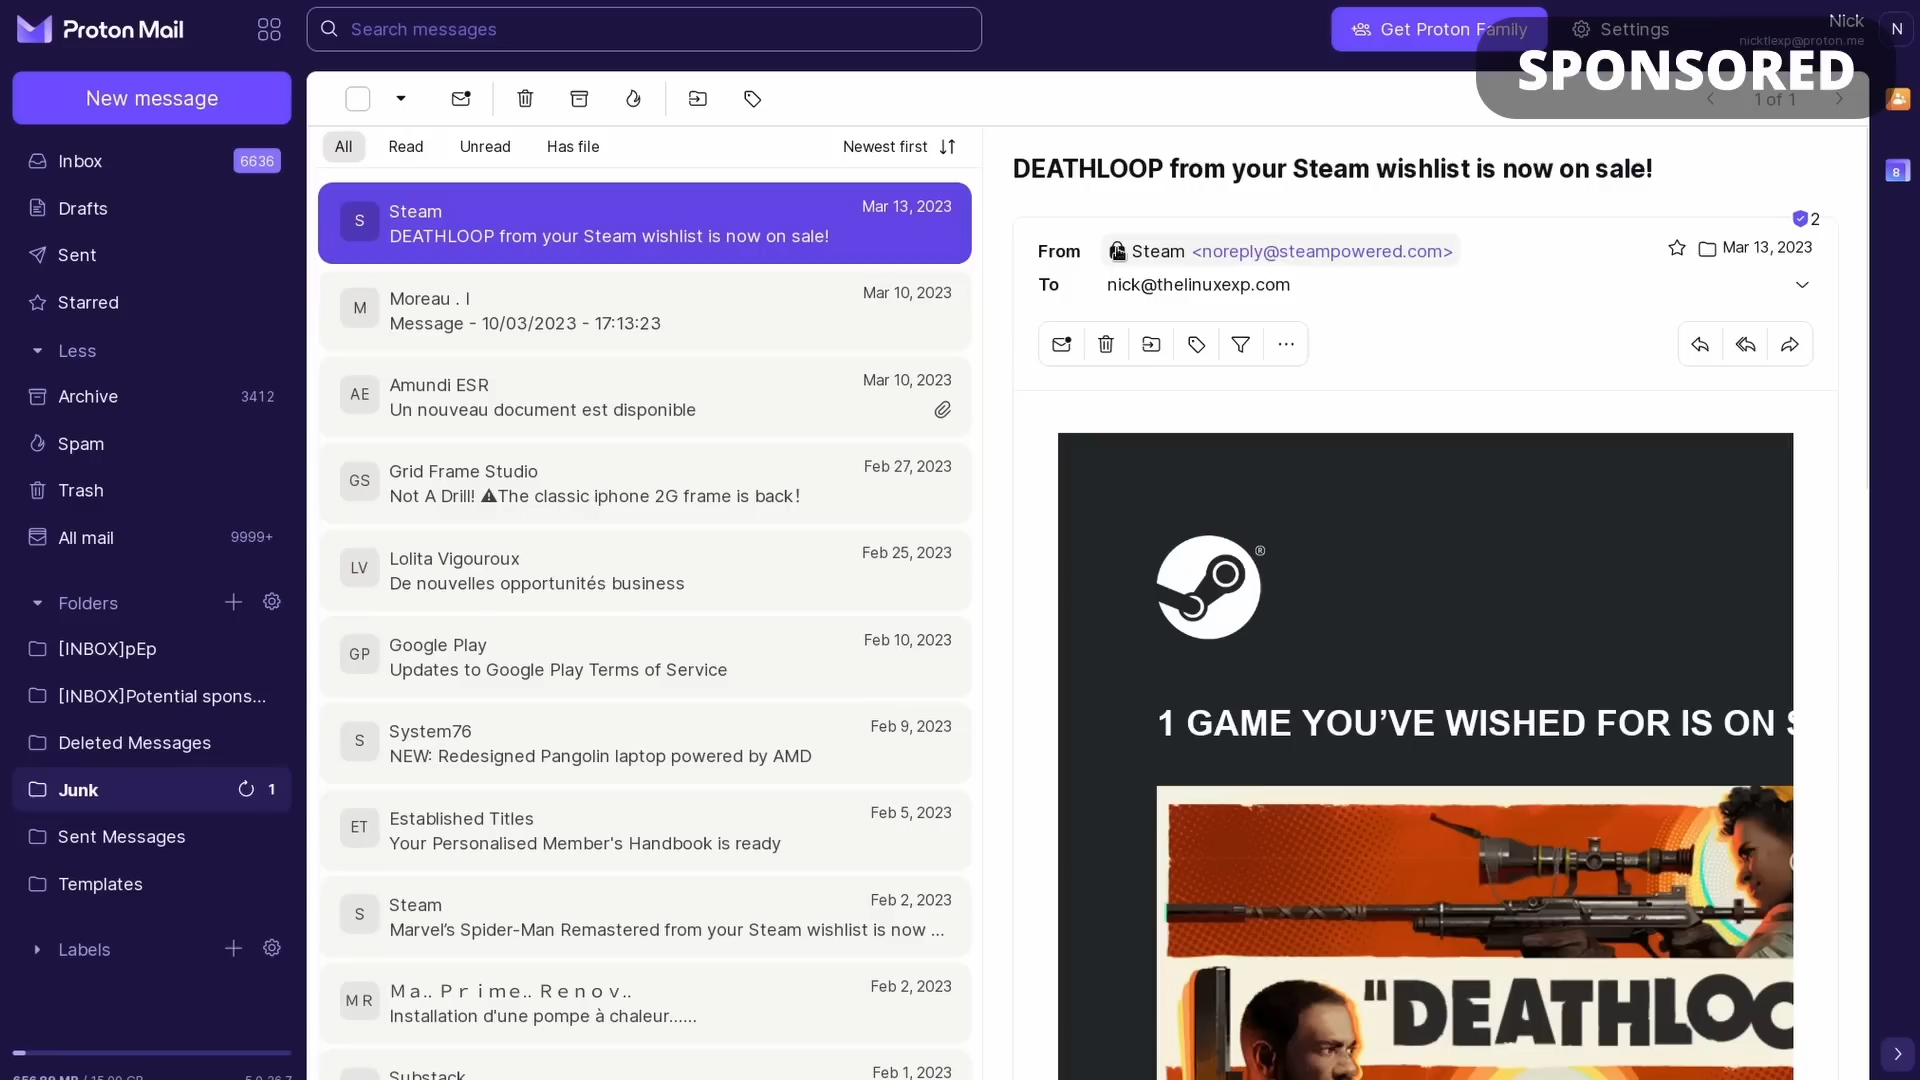 Proton Mail
Search messages
Get Proton Family
Settings
Nick
nicktlexp@proton.me
N
SPONSORED
New message
Inbox
6636
Drafts
Sent
Starred
Less
Archive
3412
Spam
Trash
All mail
9999+
Folders
[INBOX]pEp
[INBOX]Potential spons...
Deleted Messages
Junk
1
Sent Messages
Templates
Labels
1 of 1
All
Read
Unread
Has file
Newest first
S
Steam
Mar 13, 2023
DEATHLOOP from your Steam wishlist is now on sale!
M
Moreau . I
Mar 10, 2023
Message - 10/03/2023 - 17:13:23
AE
Amundi ESR
Mar 10, 2023
Un nouveau document est disponible
GS
Grid Frame Studio
Feb 27, 2023
Not A Drill! ⚠The classic iphone 2G frame is back!
LV
Lolita Vigouroux
Feb 25, 2023
De nouvelles opportunités business
GP
Google Play
Feb 10, 2023
Updates to Google Play Terms of Service
S
System76
Feb 9, 2023
NEW: Redesigned Pangolin laptop powered by AMD
ET
Established Titles
Feb 5, 2023
Your Personalised Member's Handbook is ready
S
Steam
Feb 2, 2023
Marvel's Spider-Man Remastered from your Steam wishlist is now ...
M R
M a .. P r i m e .. R e n o v ..
Feb 2, 2023
Installation d'une pompe à chaleur......
Substack
Feb 1, 2023
DEATHLOOP from your Steam wishlist is now on sale!
2
From
Steam <noreply@steampowered.com>
Mar 13, 2023
To
nick@thelinuxexp.com
®
1 GAME YOU'VE WISHED FOR IS ON S
"DEATHLOO
8